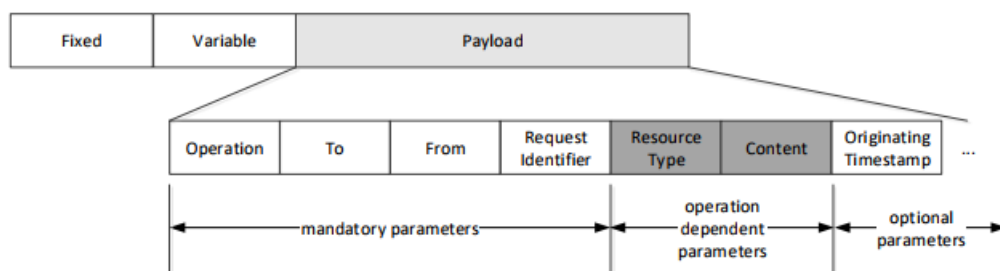 Fixed
Variable
Payload
Operation
To
From
Request
Identifier
Resource
Type
Content
Originating
Timestamp
...
mandatory parameters
operation
dependent
parameters
optional
parameters